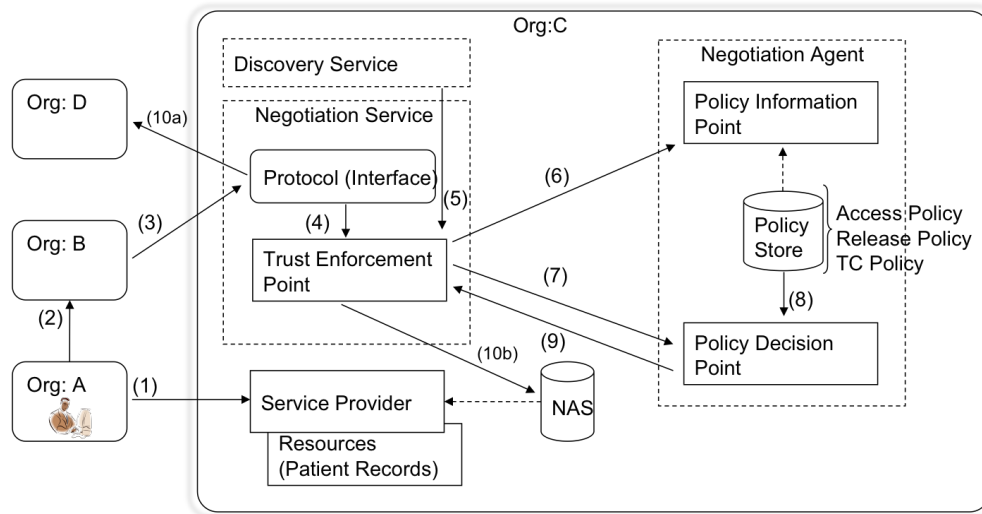 Org:C
Discovery Service
Negotiation Agent
Org: D
(10a)
Negotiation Service
Policy Information
Point
Protocol (Interface)
(3)
(4)
(5)
(6)
Org: B
Trust Enforcement
Point
Policy
Store
Access Policy
Release Policy
TC Policy
(7)
(8)
(2)
(9)
(10b)
Policy Decision
Point
Org: A
(1)
Service Provider
NAS
Resources
(Patient Records)